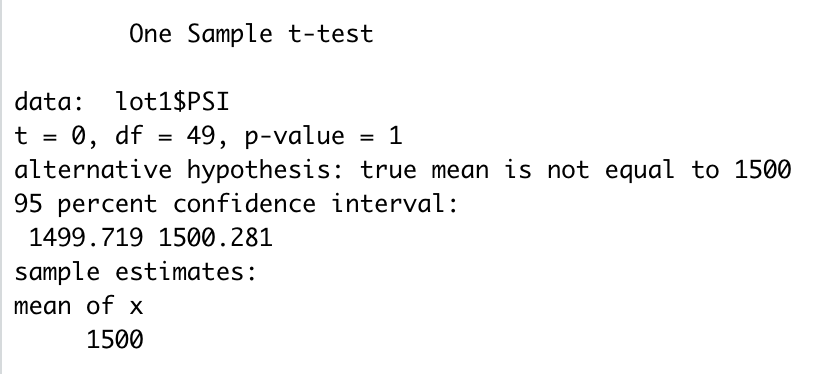 One Sample t-test
data:  lot1$PSI
t = 0, df = 49, p-value = 1
alternative hypothesis: true mean is not equal to 1500
95 percent confidence interval:
1499.719 1500.281
sample estimates:
mean of x
1500